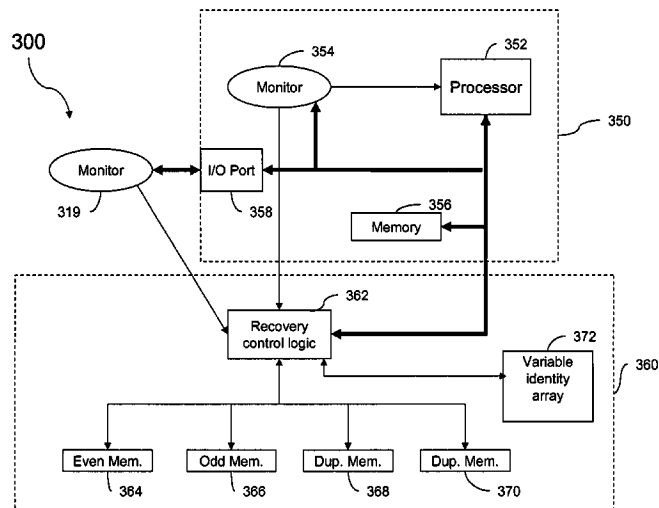 300
354
352
Monitor
Processor
350
Monitor
I/O Port
319
358
356
Memory
362
Recovery
control logic
372
Variable
identity
array
360
Even Mem.
Odd Mem.
Dup. Mem.
Dup. Mem.
364
366
368
370